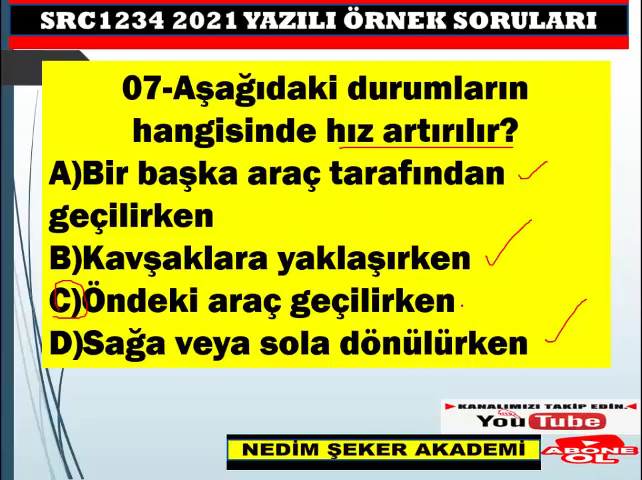 SRC1234 2021 YAZILI ÖRNEK SORULARI
07-Aşağıdaki durumların
hangisinde hız artırılır?
A)Bir başka araç tarafından
geçilirken
B)Kavşaklara yaklaşırken
C)Öndeki araç geçilirken
D)Sağa veya sola dönülürken
KANALIMIZI TAKİP EDİN.
YouTube
NEDİM ŞEKER AKADEMİ
ABONE
OL